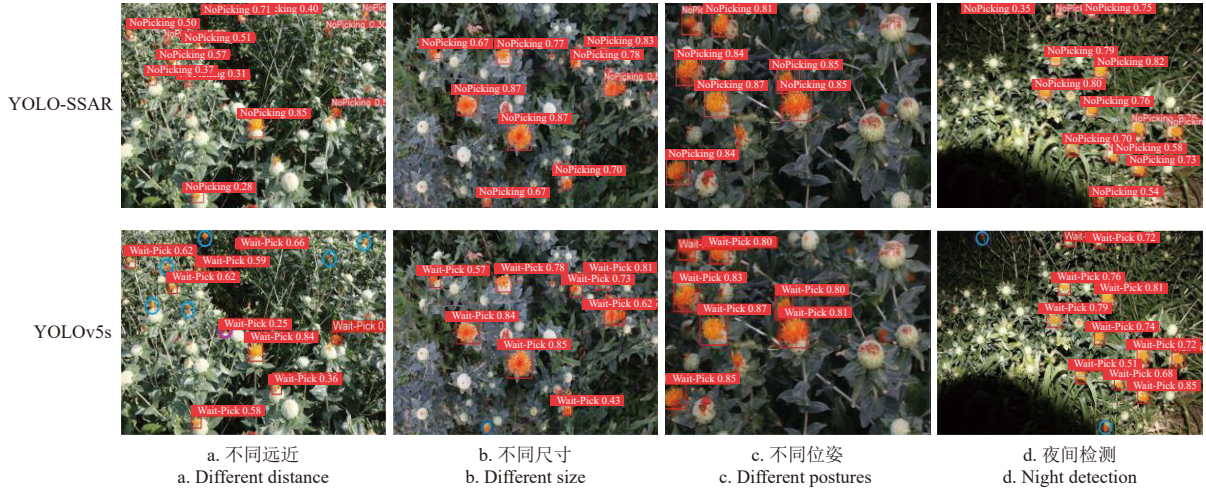 NoPicking 0.71
0.40
NoPicking 0.50
NoPicking 0.51
NoPicking 0.57
NoPicking 0.37
0.31
NoPicking 0.85
NoPicking 0.28
NoPicking 0.67
NoPicking 0.77
NoPicking 0.83
NoPicking 0.78
NoPicking 0.87
NoPicking 0.87
NoPicking 0.70
NoPicking 0.67
NoPicking 0.81
NoPicking 0.84
NoPicking 0.85
NoPicking 0.87
NoPicking 0.85
NoPicking 0.84
NoPicking 0.35
NoPicking 0.75
NoPicking 0.79
NoPicking 0.82
NoPicking 0.80
NoPicking 0.76
NoPicking 0.70
NoPicking 0.58
NoPicking 0.73
NoPicking 0.54
YOLO-SSAR
Wait-Pick 0.66
Wait-Pick 0.62
Wait-Pick 0.59
Wait-Pick 0.62
Wait-Pick 0.25
Wait-Pick 0.84
Wait-Pick 0.36
Wait-Pick 0.58
Wait-Pick 0.57
Wait-Pick 0.78
Wait-Pick 0.81
Wait-Pick 0.73
Wait-Pick 0.62
Wait-Pick 0.84
Wait-Pick 0.85
Wait-Pick 0.43
Wait-Pick 0.80
Wait-Pick 0.83
Wait-Pick 0.80
Wait-Pick 0.87
Wait-Pick 0.81
Wait-Pick 0.85
Wait-Pick 0.72
Wait-Pick 0.76
Wait-Pick 0.81
Wait-Pick 0.79
Wait-Pick 0.74
Wait-Pick 0.72
0.51
Wait-Pick 0.68
Wait-Pick 0.85
YOLOv5s
a. 不同远近
a. Different distance
b. 不同尺寸
b. Different size
c. 不同位姿
c. Different postures
d. 夜间检测
d. Night detection